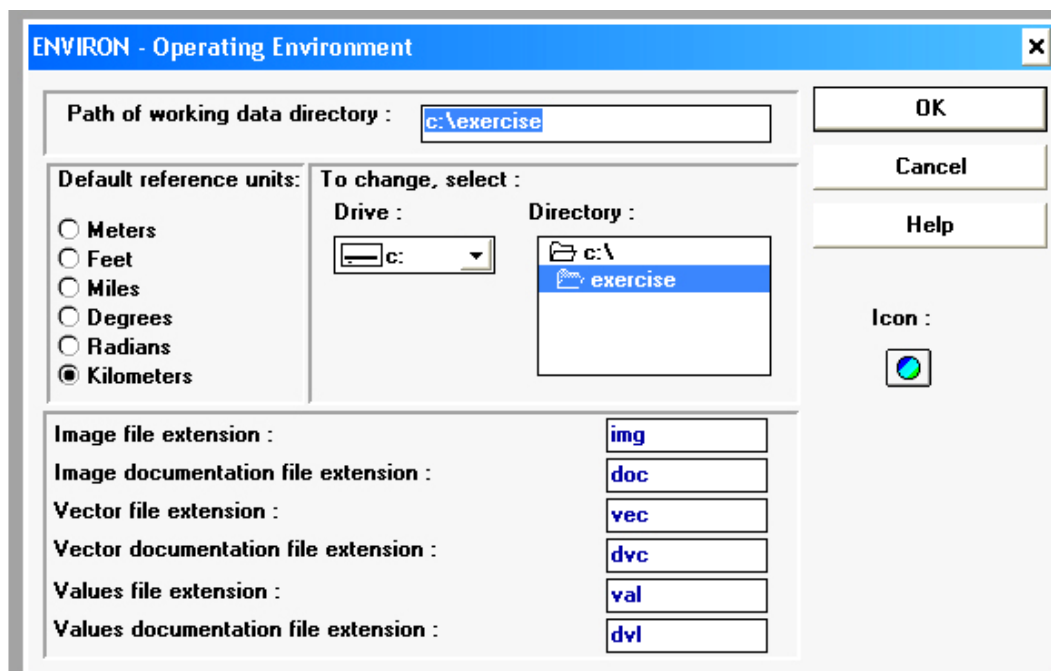 ENVIRON - Operating Environment
Path of working data directory : c:\exercise
OK
Cancel
Help
Default reference units:
Meters
Feet
Miles
Degrees
Radians
Kilometers
To change, select :
Drive :
c:
Directory :
c:\
exercise
Icon :
Image file extension : img
Image documentation file extension : doc
Vector file extension : vec
Vector documentation file extension : dvc
Values file extension : val
Values documentation file extension : dvl